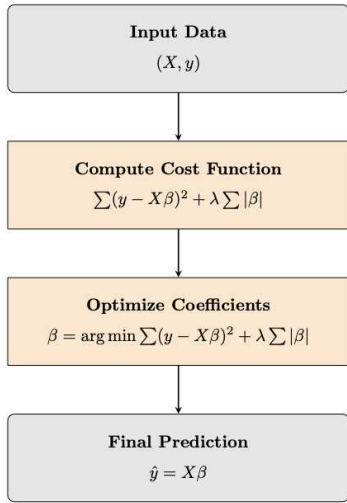 Input Data
(X, y)
Compute Cost Function
∑(y − Xβ)² + λ ∑ |β|
Optimize Coefficients
β = arg min ∑(y − Xβ)² + λ ∑ |β|
Final Prediction
ŷ = Xβ